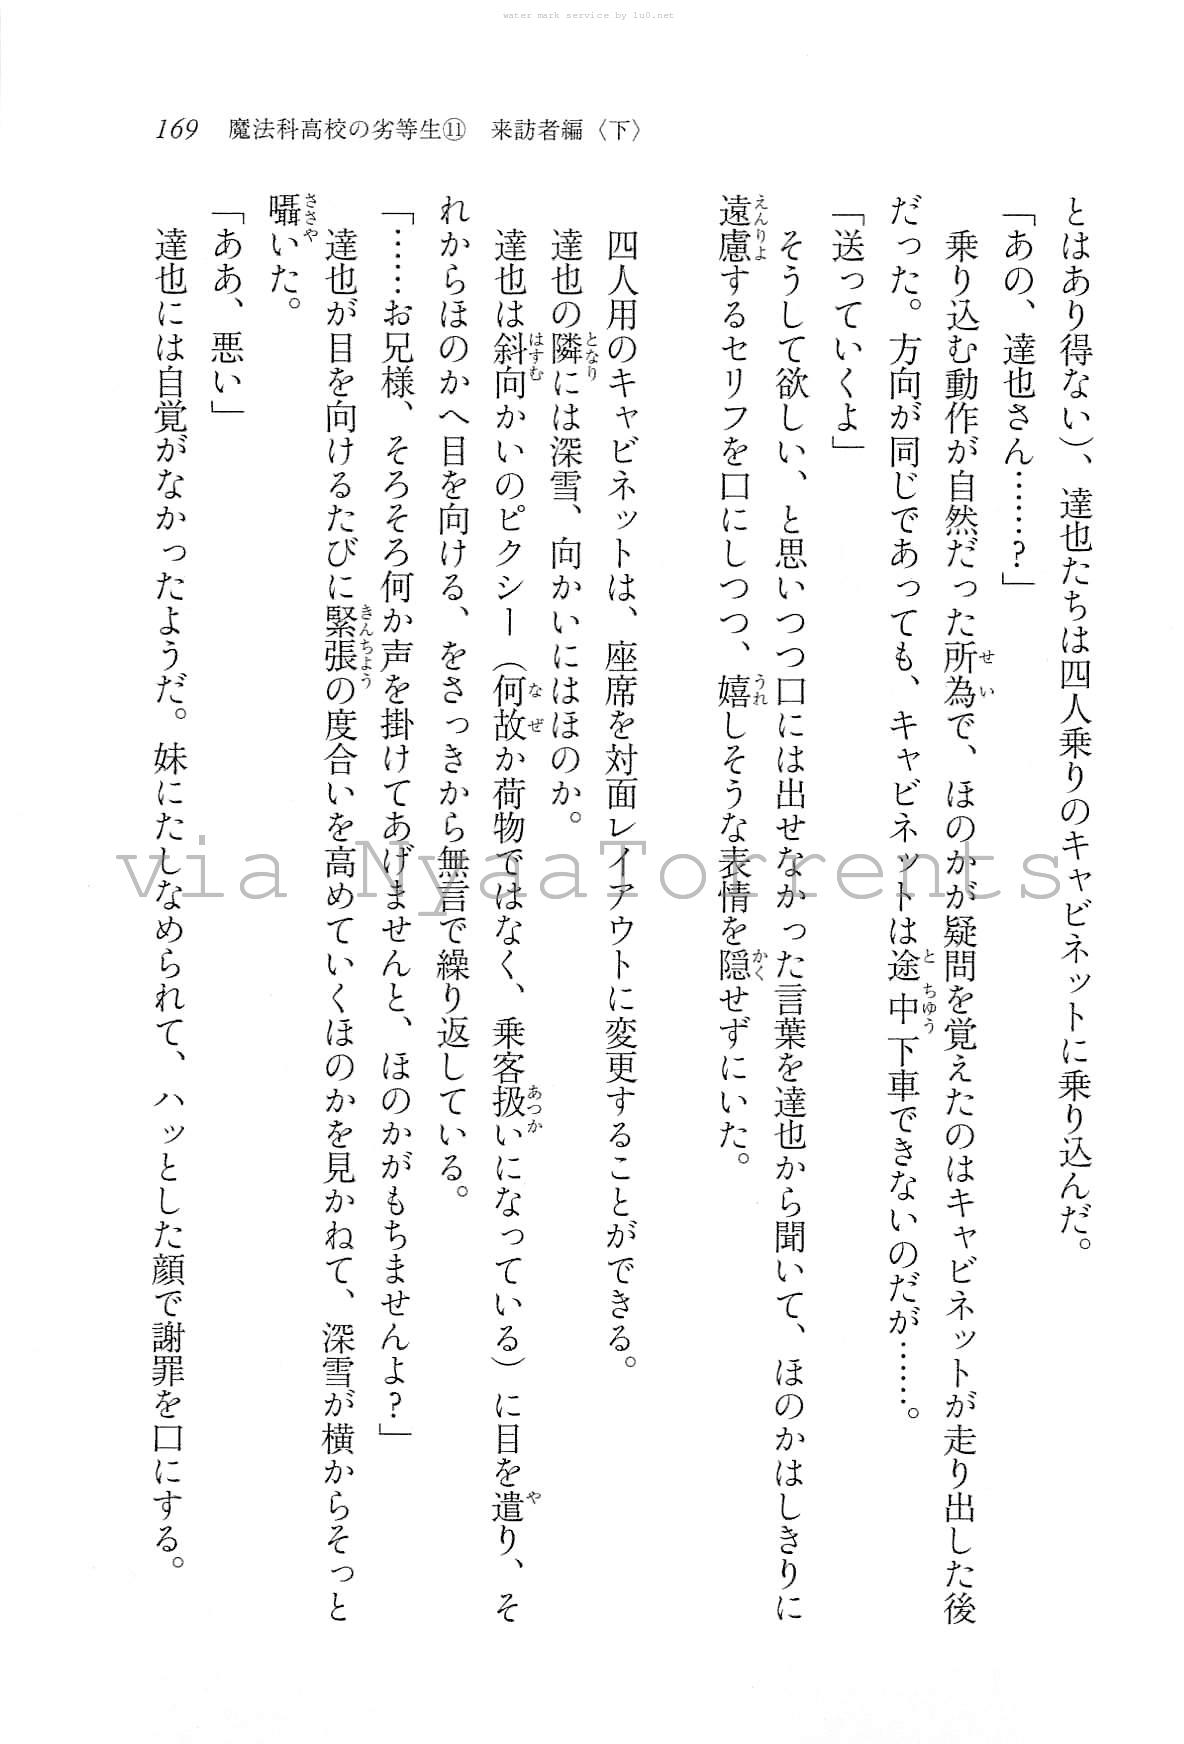 water mark service by lu0.net
169 魔法科高校の劣等生⑪ 来訪者編〈下〉
とはあり得ない）、達也たちは四人乗りのキャビネットに乗り込んだ。
「あの、達也さん……？」
乗り込む動作が自然だった所為で、ほのかが疑問を覚えたのはキャビネットが走り出した後
だった。方向が同じであっても、キャビネットは途中下車できないのだが……。
「送っていくよ」
そうして欲しい、と思いつつ口には出せなかった言葉を達也から聞いて、ほのかはしきりに
遠慮するセリフを口にしつつ、嬉しそうな表情を隠せずにいた。
四人用のキャビネットは、座席を対面レイアウトに変更することができる。
達也の隣には深雪、向かいにはほのか。
達也は斜向かいのピクシー（何故か荷物ではなく、乗客扱いになっている）に目を遣り、そ
れからほのかへ目を向ける、をさっきから無言で繰り返している。
「……お兄様、そろそろ何か声を掛けてあげませんと、ほのかがもちませんよ？」
達也が目を向けるたびに緊張の度合いを高めていくほのかを見かねて、深雪が横からそっと
囁いた。
「ああ、悪い」
達也には自覚がなかったようだ。妹にたしなめられて、ハッとした顔で謝罪を口にする。
via NyaaTorrents